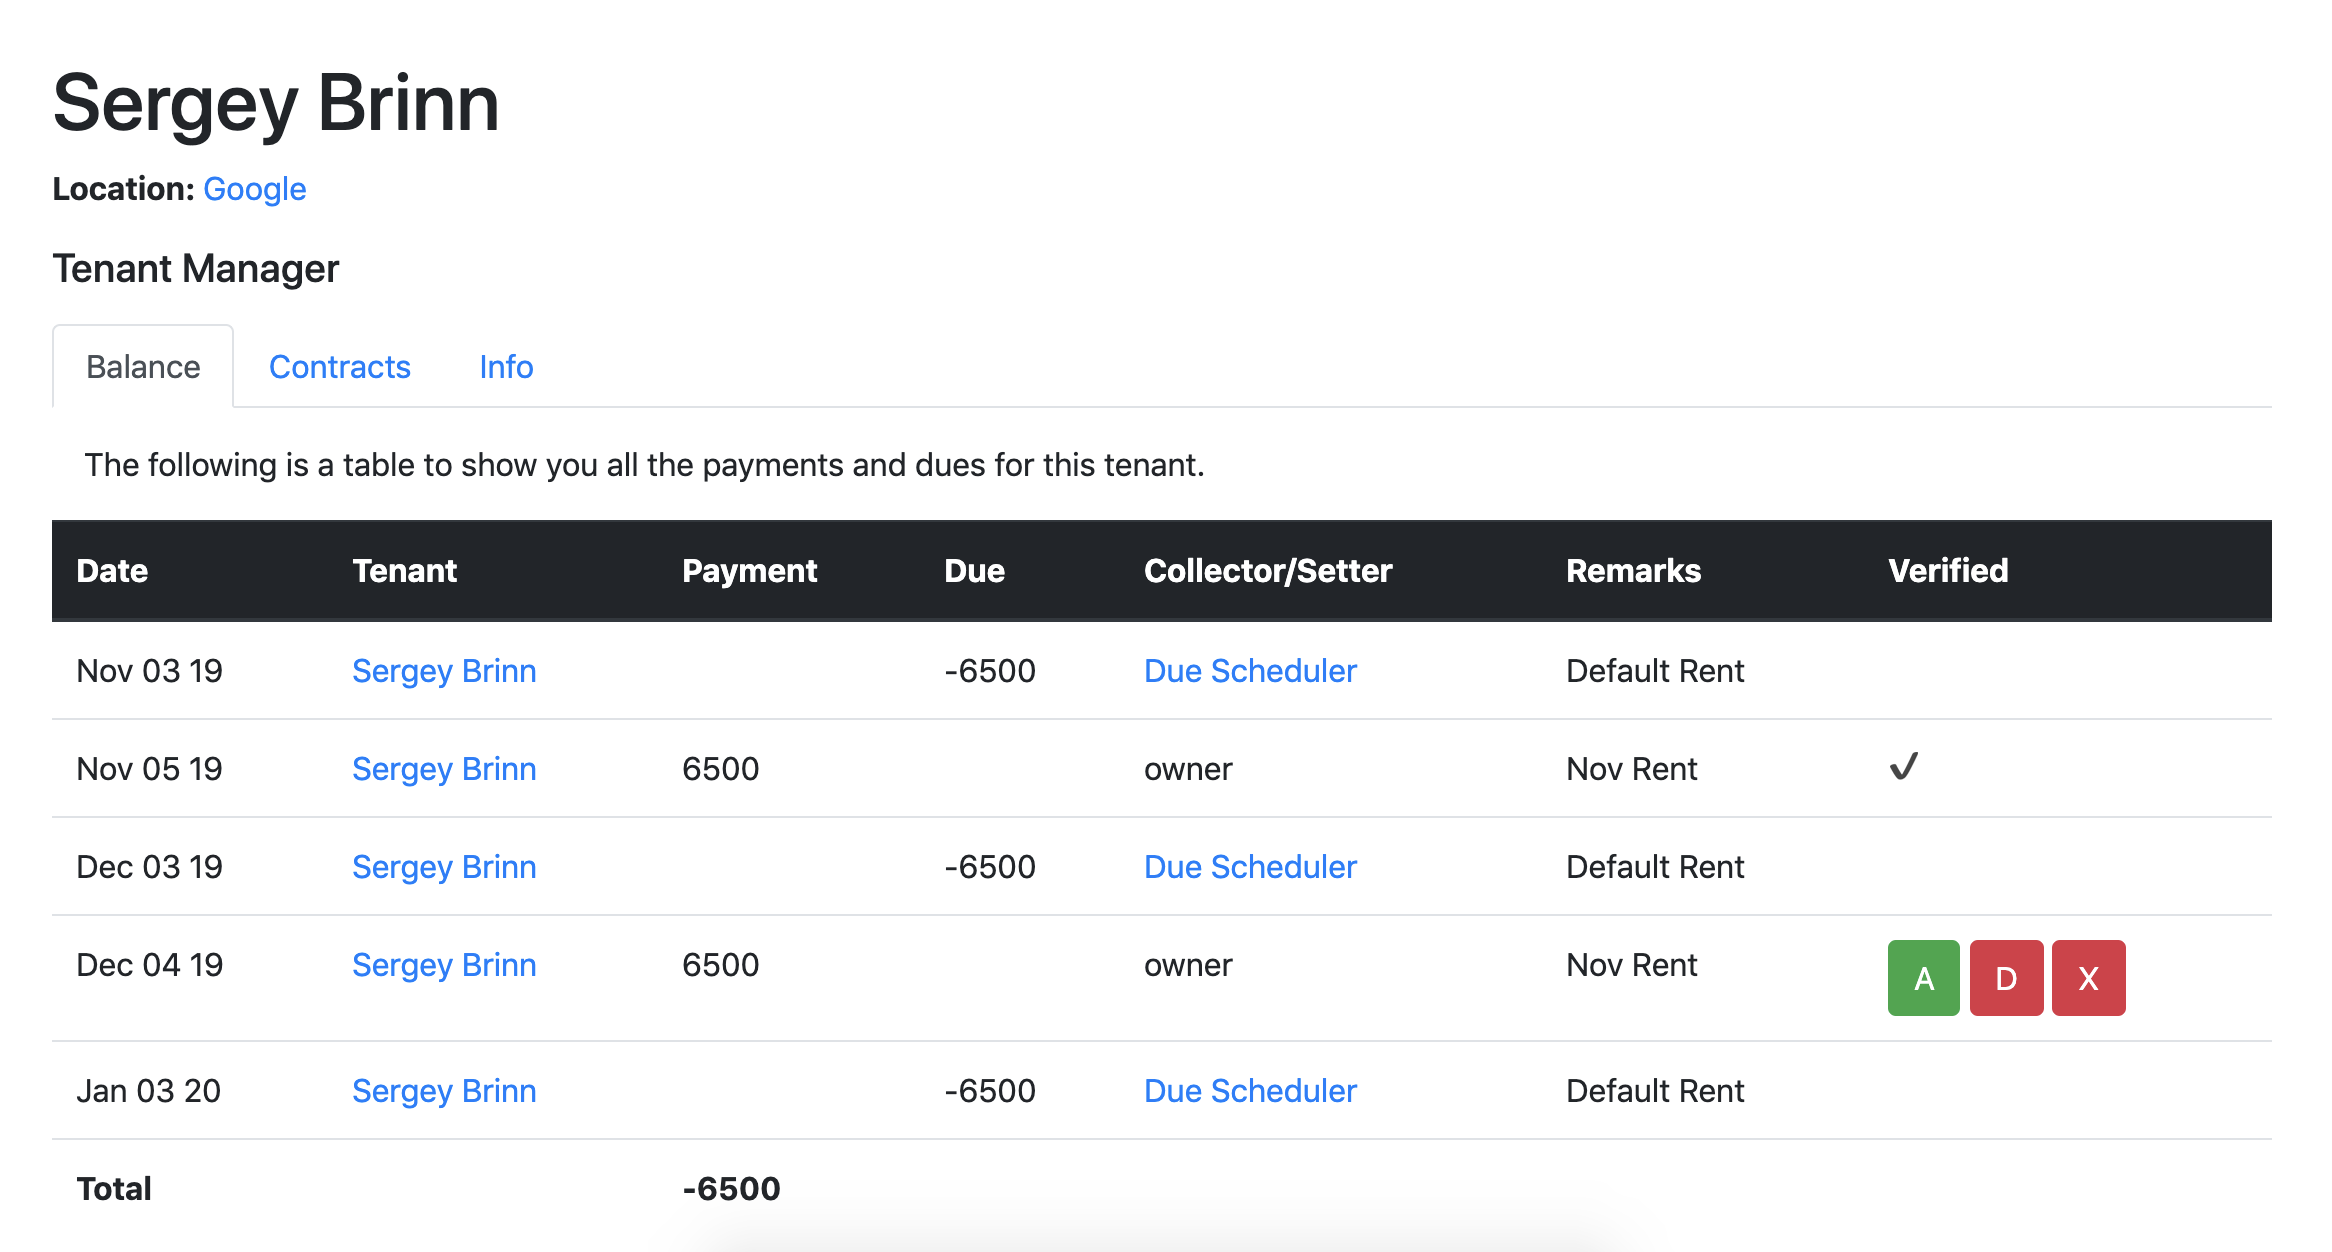 Sergey Brinn
Location: Google
Tenant Manager
Balance Contracts Info
The following is a table to show you all the payments and dues for this tenant.
Date Tenant Payment Due Collector/Setter Remarks Verified
Nov 03 19 Sergey Brinn -6500 Due Scheduler Default Rent
Nov 05 19 Sergey Brinn 6500 owner Nov Rent ✓
Dec 03 19 Sergey Brinn -6500 Due Scheduler Default Rent
Dec 04 19 Sergey Brinn 6500 owner Nov Rent A D X
Jan 03 20 Sergey Brinn -6500 Due Scheduler Default Rent
Total -6500